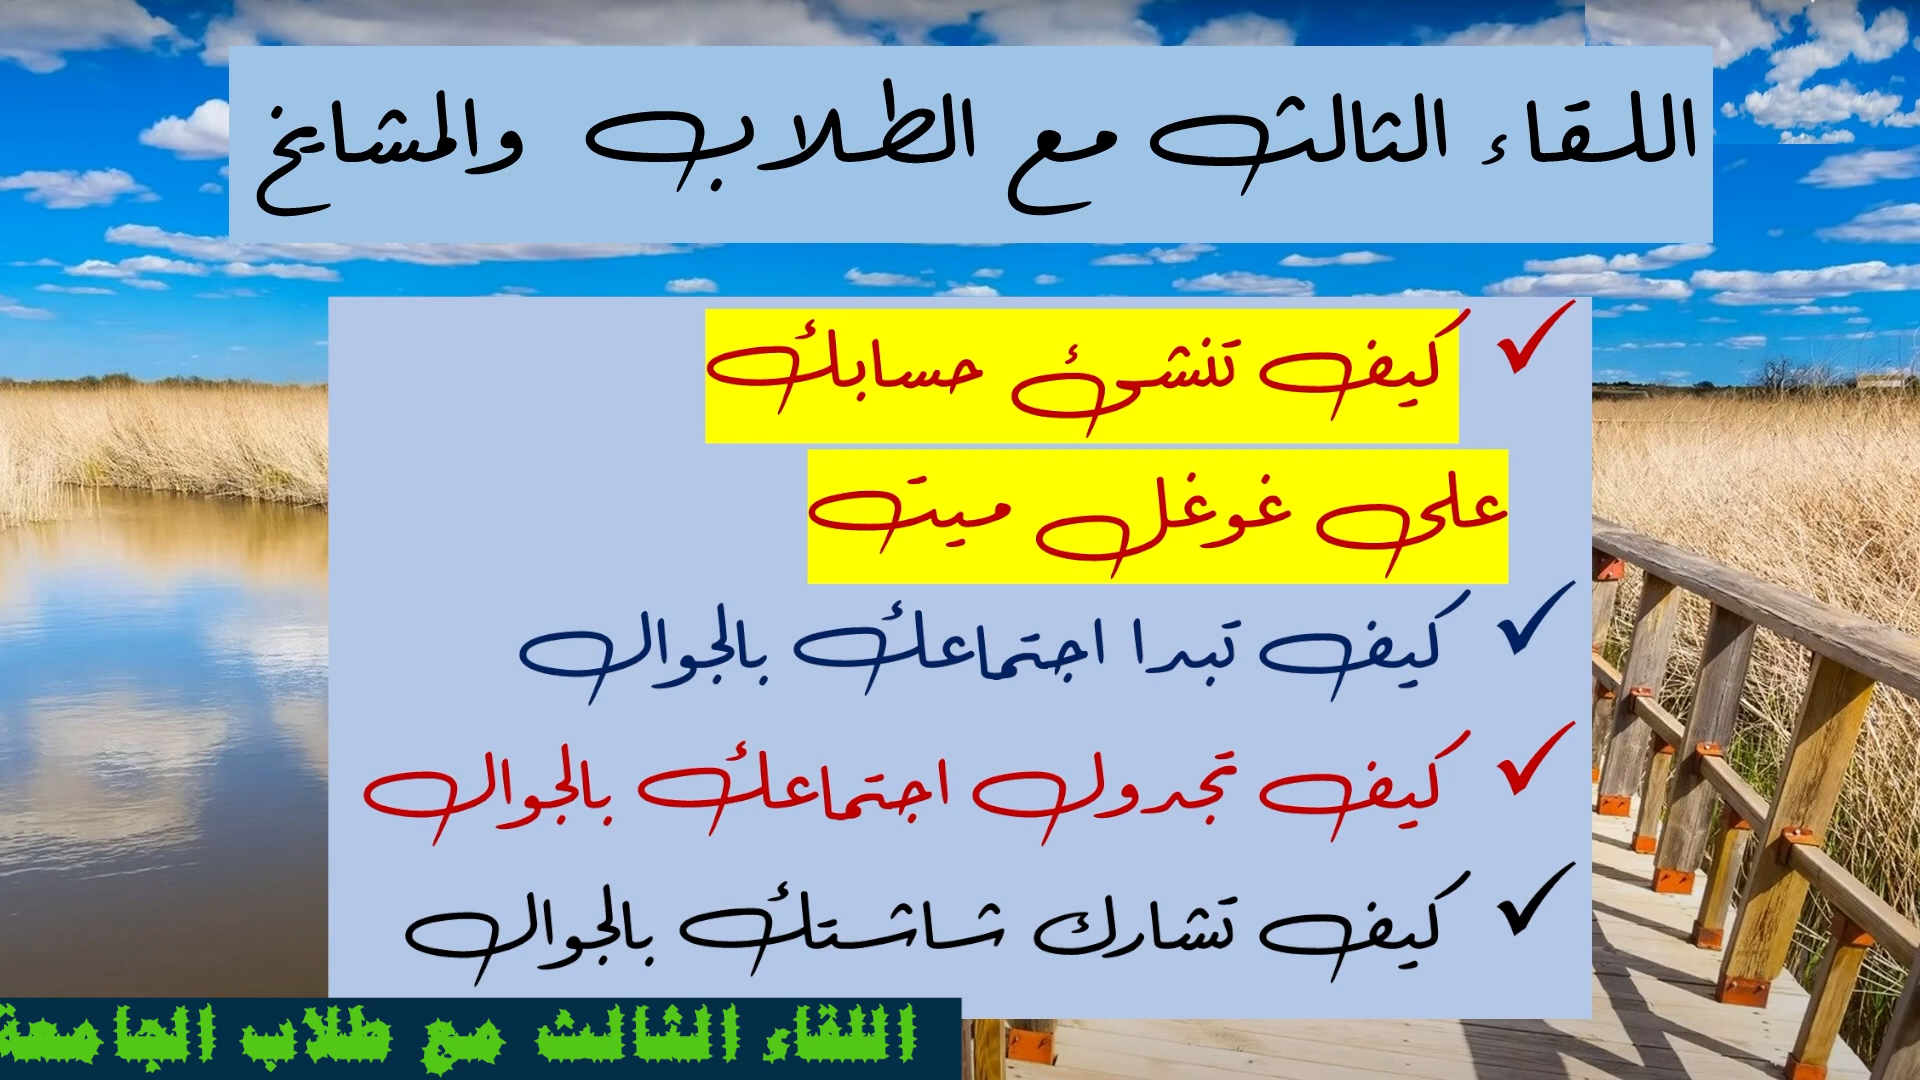 اللقاء الثالث مع الطلاب والمشايخ
كيف تنشئ حسابك
على غوغل ميت
كيف تبدا اجتماعك بالجوال
كيف تجدول اجتماعك بالجوال
كيف تشارك شاشتك بالجوال
اللقاء الثالث مع طلاب الجامعة